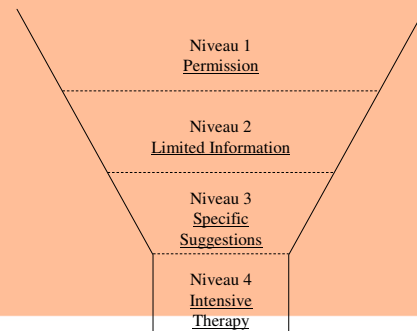 Niveau 1
Permission
Niveau 2
Limited Information
Niveau 3
Specific
Suggestions
Niveau 4
Intensive
Therapy